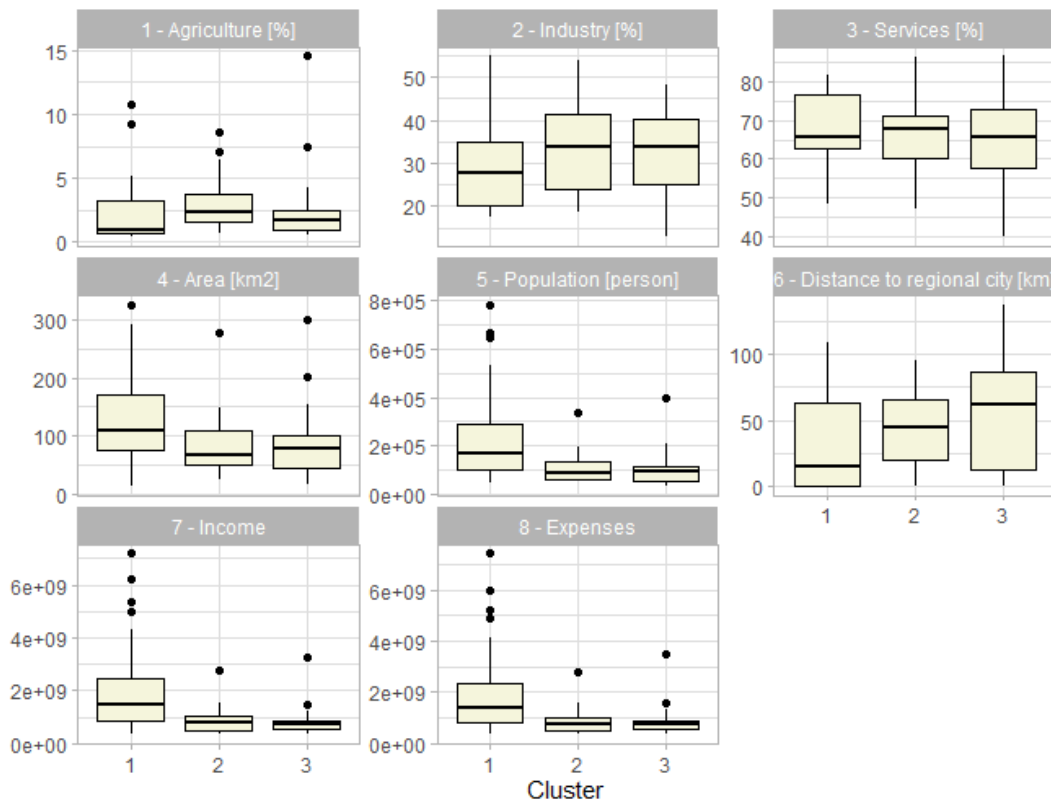 1 - Agriculture [%]
2 - Industry [%]
3 - Services [%]
15
10
5
0
50
40
30
20
80
70
60
50
40
4 - Area [km2]
5 - Population [person]
6 - Distance to regional city [km
300
200
100
0
8e+05
6e+05
4e+05
2e+05
0e+00
100
50
0
1 2 3
7 - Income
8 - Expenses
6e+09
4e+09
2e+09
0e+00
6e+09
4e+09
2e+09
0e+00
1 2 3
1 2 3
Cluster